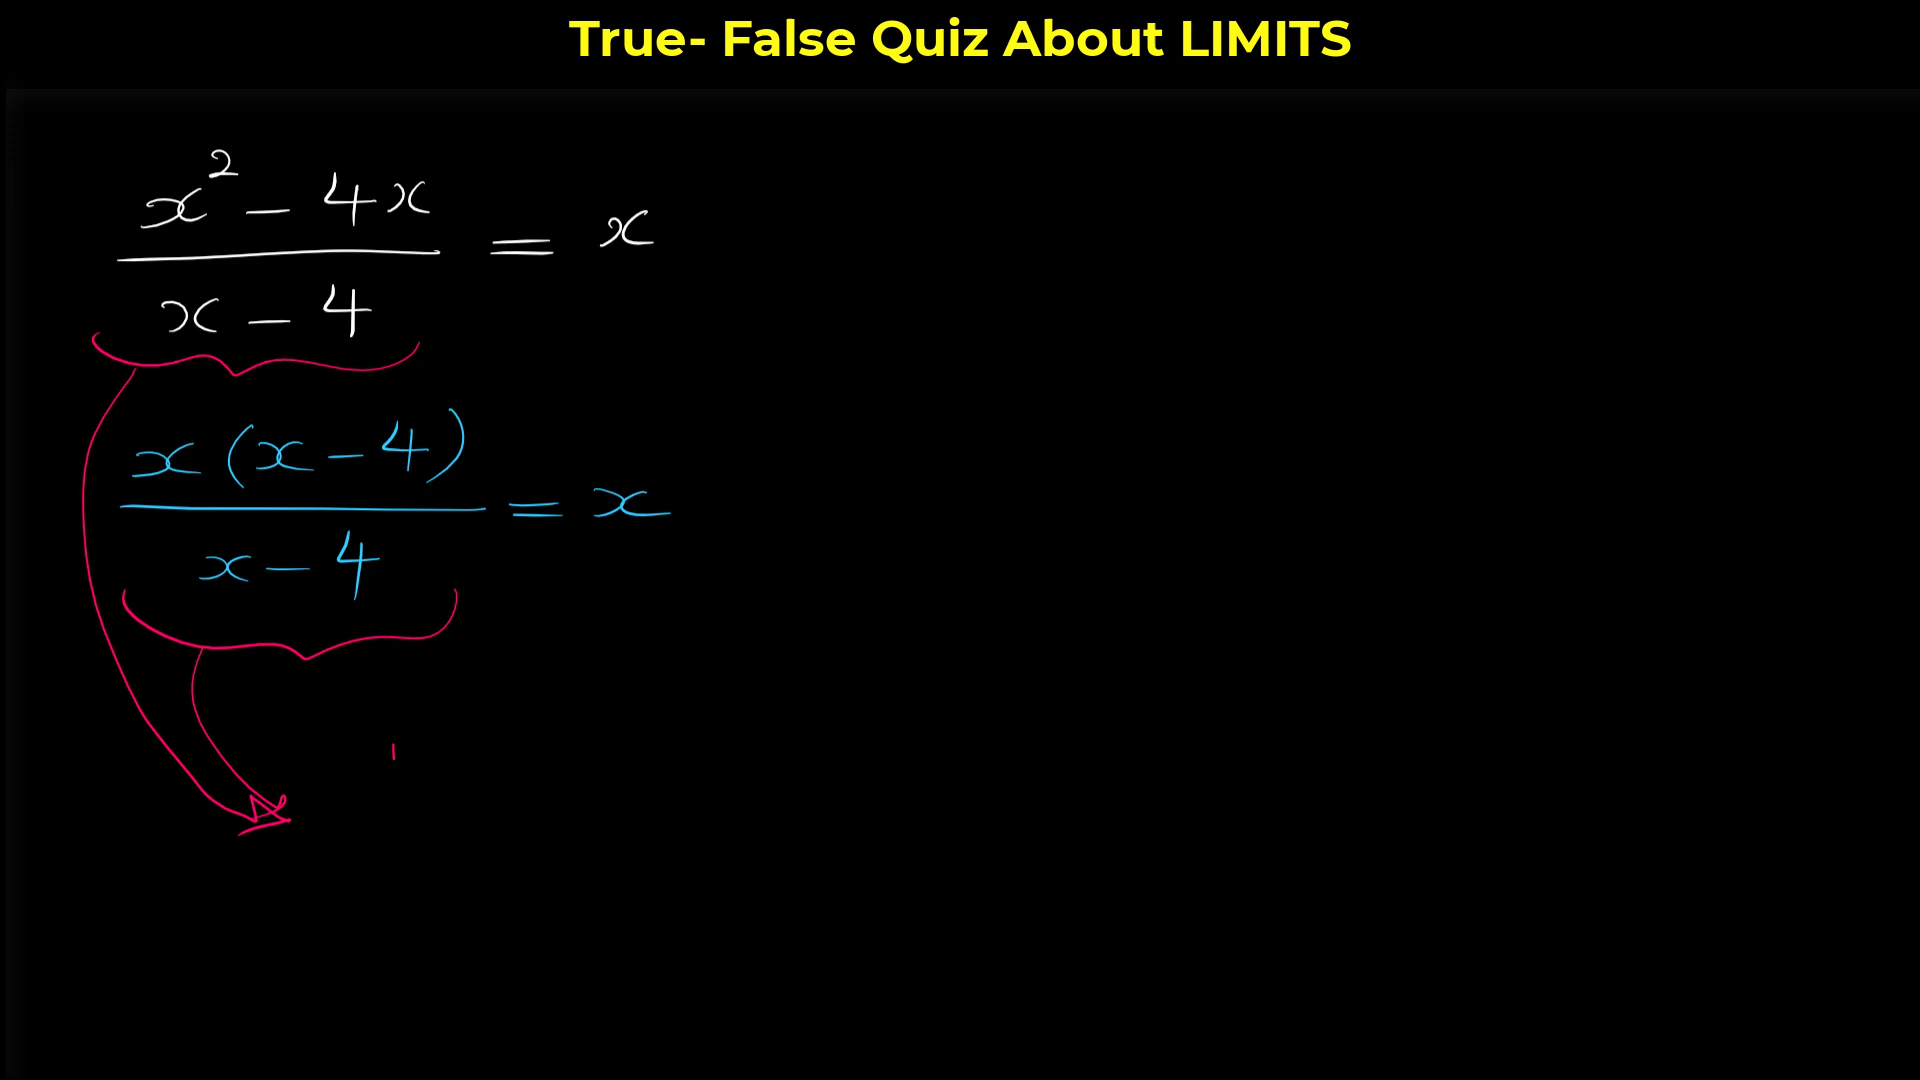 True- False Quiz About LIMITS
x² - 4x
x - 4
= x
x (x - 4)
x - 4
= x